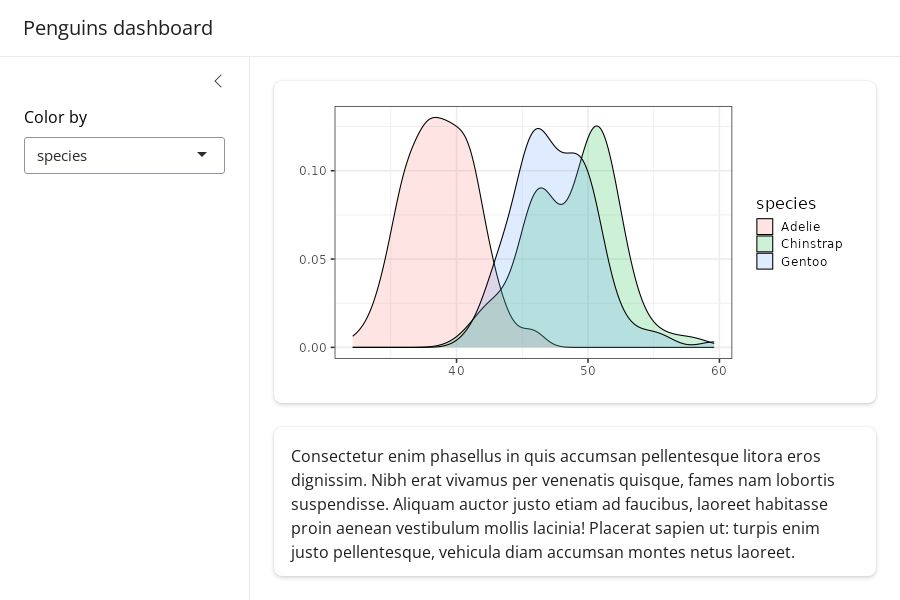 Penguins dashboard
Color by
species
0.10
0.05
0.00
40 50 60
species
Adelie
Chinstrap
Gentoo
Consectetur enim phasellus in quis accumsan pellentesque litora eros
dignissim. Nibh erat vivamus per venenatis quisque, fames nam lobortis
suspendisse. Aliquam auctor justo etiam ad faucibus, laoreet habitasse
proin aenean vestibulum mollis lacinia! Placerat sapien ut: turpis enim
justo pellentesque, vehicula diam accumsan montes netus laoreet.